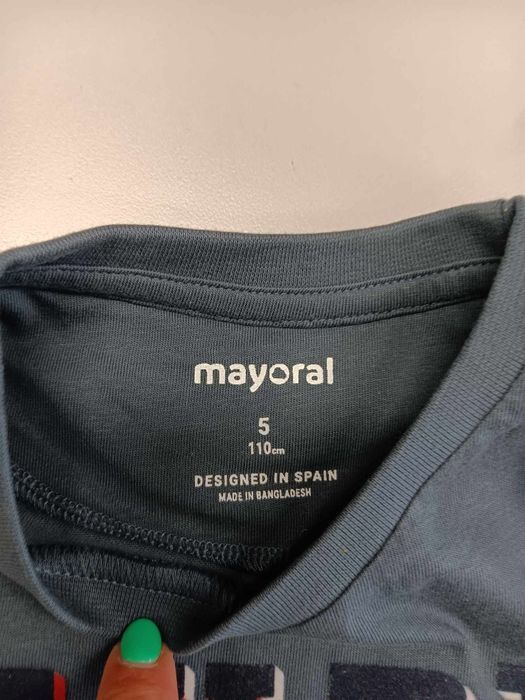 mayoral
5
110cm
DESIGNED IN SPAIN
MADE IN BANGLADESH